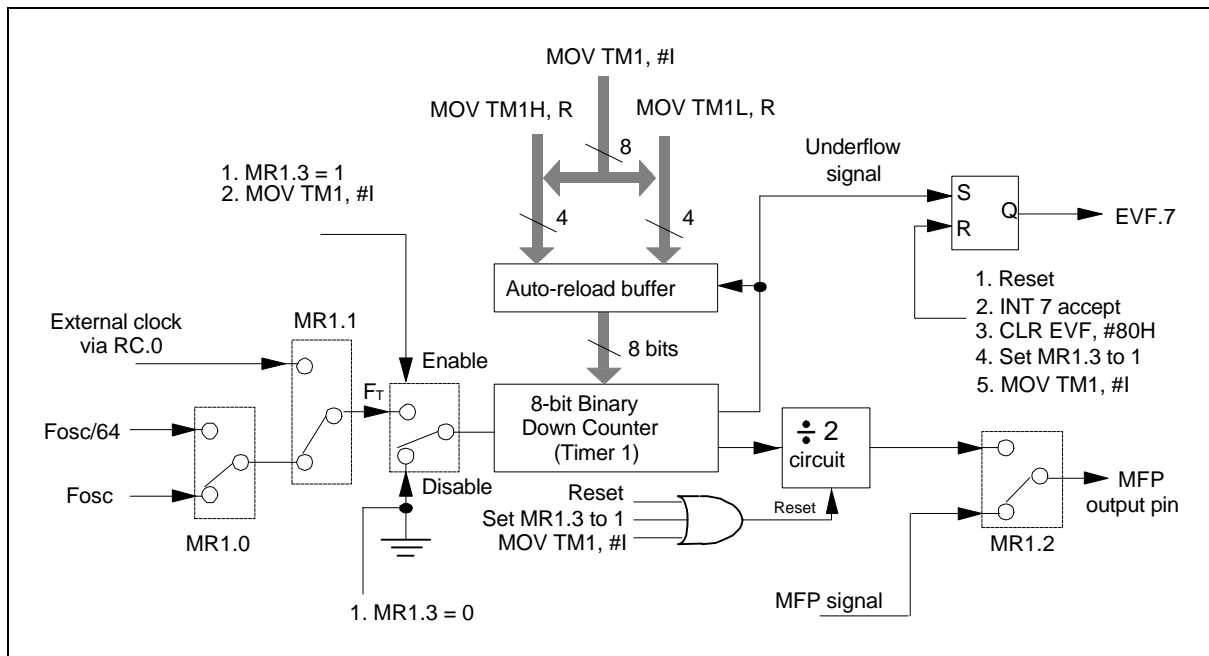 MOV TM1, #I
MOV TM1H, R
MOV TM1L, R
8
Underflow
signal
1. MR1.3 = 1
2. MOV TM1, #I
4
4
S
Q
R
EVF.7
Auto-reload buffer
1. Reset
2. INT 7 accept
3. CLR EVF, #80H
4. Set MR1.3 to 1
5. MOV TM1, #I
External clock
via RC.0
MR1.1
8 bits
Enable
FT
8-bit Binary
Down Counter
(Timer 1)
Fosc/64
÷ 2
circuit
Fosc
Disable
MFP
output pin
Reset
Set MR1.3 to 1
MOV TM1, #I
Reset
MR1.0
MR1.2
1. MR1.3 = 0
MFP signal